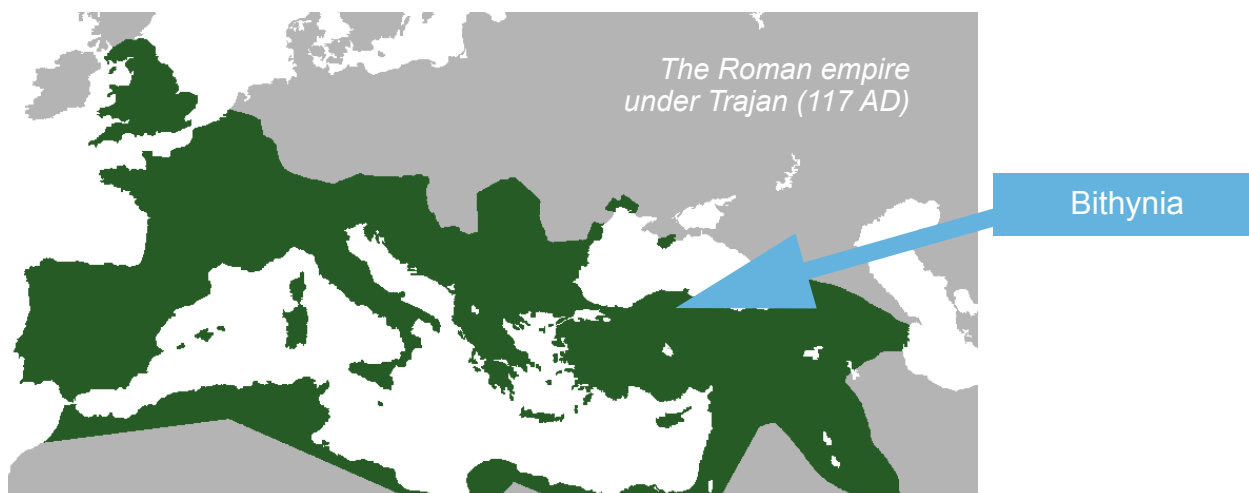 The Roman empire
under Trajan (117 AD)
Bithynia